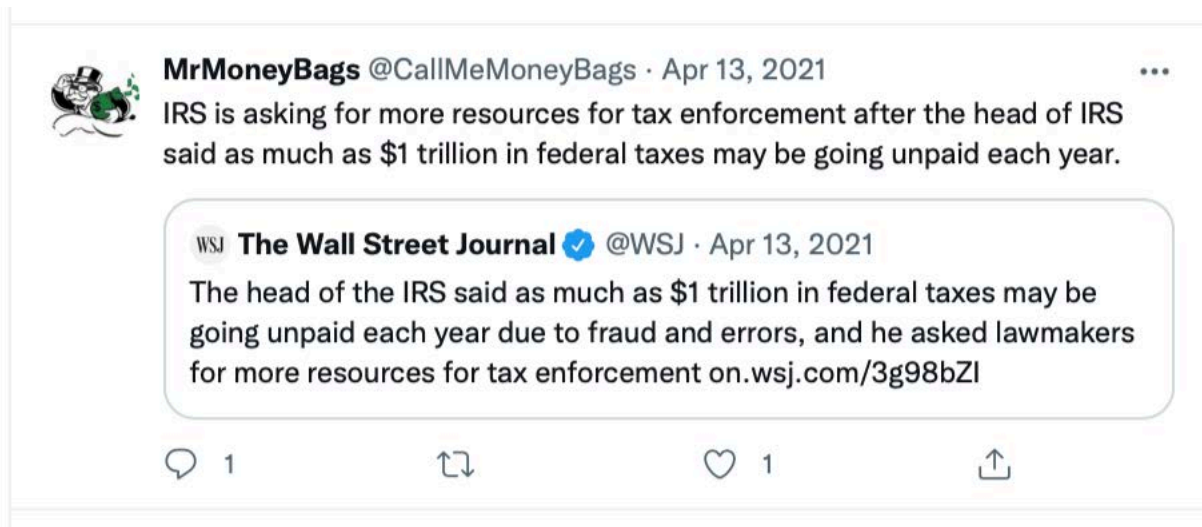 MrMoneyBags @CallMeMoneyBags · Apr 13, 2021
IRS is asking for more resources for tax enforcement after the head of IRS
said as much as $1 trillion in federal taxes may be going unpaid each year.
WSJ The Wall Street Journal @WSJ · Apr 13, 2021
The head of the IRS said as much as $1 trillion in federal taxes may be
going unpaid each year due to fraud and errors, and he asked lawmakers
for more resources for tax enforcement on.wsj.com/3g98bZl
1 1